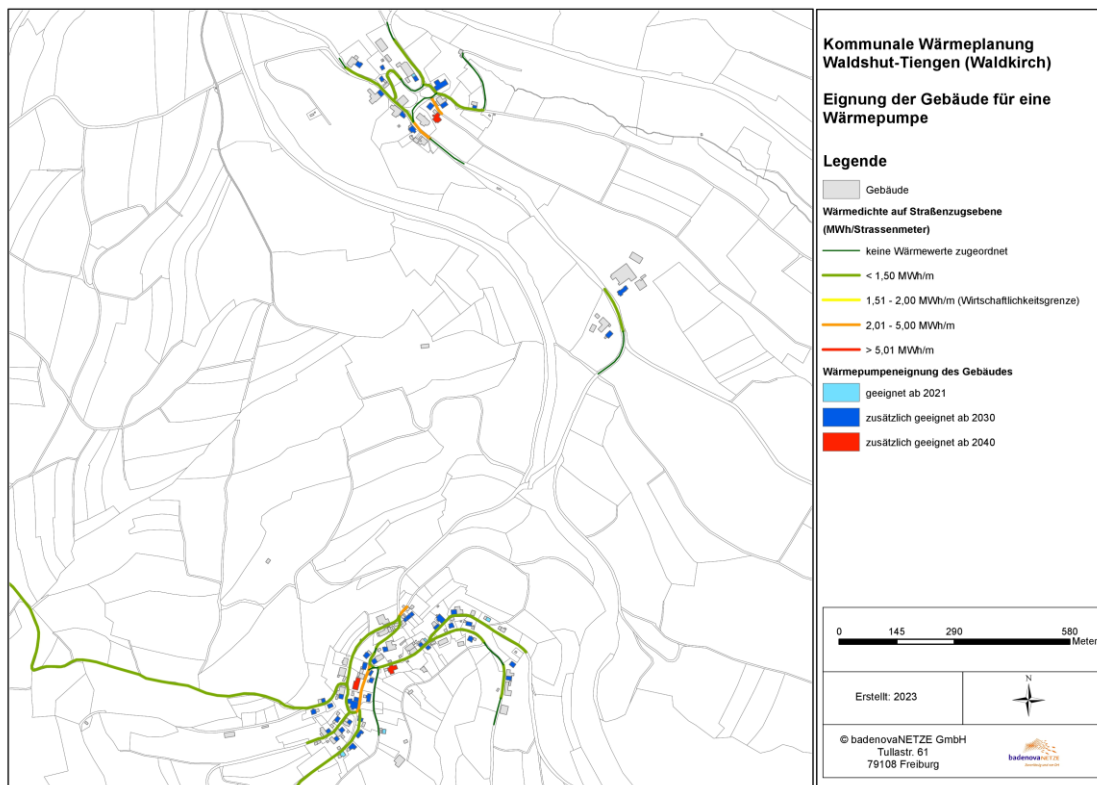 Kommunale Wärmeplanung
Waldshut-Tiengen (Waldkirch)
Eignung der Gebäude für eine
Wärmepumpe
Legende
Gebäude
Wärmedichte auf Straßenzugsebene
(MWh/Strassenmeter)
keine Wärmewerte zugeordnet
< 1,50 MWh/m
1,51 - 2,00 MWh/m (Wirtschaftlichkeitsgrenze)
2,01 - 5,00 MWh/m
> 5,01 MWh/m
Wärmepumpeneignung des Gebäudes
geeignet ab 2021
zusätzlich geeignet ab 2030
zusätzlich geeignet ab 2040
0 145 290 580
Meter
Erstellt: 2023
N
© badenovaNETZE GmbH
Tullastr. 61
79108 Freiburg
badenovaNETZE